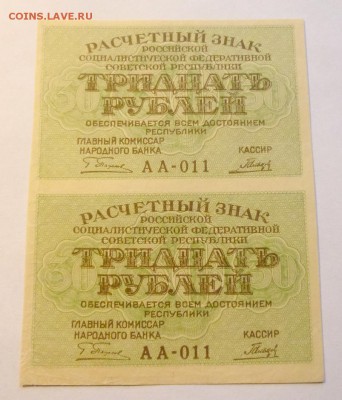 COINS.LAVE.RU
РАСЧЕТНЫЙ ЗНАК
РОССИЙСКОЙ
СОЦИАЛИСТИЧЕСКОЙ ФЕДЕРАТИВНОЙ
СОВЕТСКОЙ РЕСПУБЛИКИ
ТРИДЦАТЬ
РУБЛЕЙ
ОБЕСПЕЧИВАЕТСЯ ВСЕМ ДОСТОЯНИЕМ
РЕСПУБЛИКИ
ГЛАВНЫЙ КОМИССАР
НАРОДНОГО БАНКА КАССИР
АА-011
РАСЧЕТНЫЙ ЗНАК
РОССИЙСКОЙ
СОЦИАЛИСТИЧЕСКОЙ ФЕДЕРАТИВНОЙ
СОВЕТСКОЙ РЕСПУБЛИКИ
ТРИДЦАТЬ
РУБЛЕЙ
ОБЕСПЕЧИВАЕТСЯ ВСЕМ ДОСТОЯНИЕМ
РЕСПУБЛИКИ
ГЛАВНЫЙ КОМИССАР
НАРОДНОГО БАНКА КАССИР
АА-011